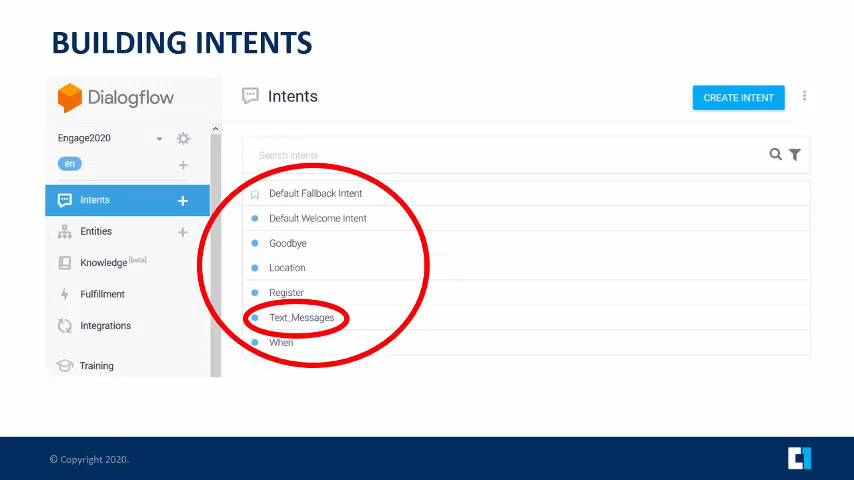 BUILDING INTENTS
Dialogflow
Engage2020
en
Intents
Entities
Knowledge [beta]
Fulfillment
Integrations
Training
Intents
CREATE INTENT
Search intents
Default Fallback Intent
Default Welcome Intent
Goodbye
Location
Register
Text_Messages
When
© Copyright 2020.